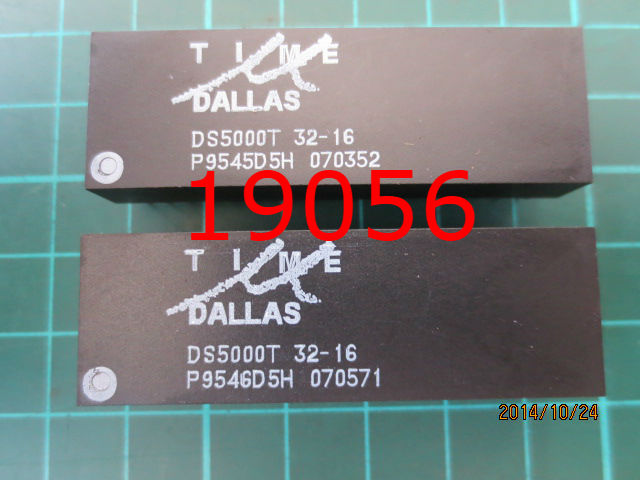 TIME
DALLAS
DS5000T 32-16
P9545D5H 070352
19056
TIME
DALLAS
DS5000T 32-16
P9546D5H 070571
2014/10/24